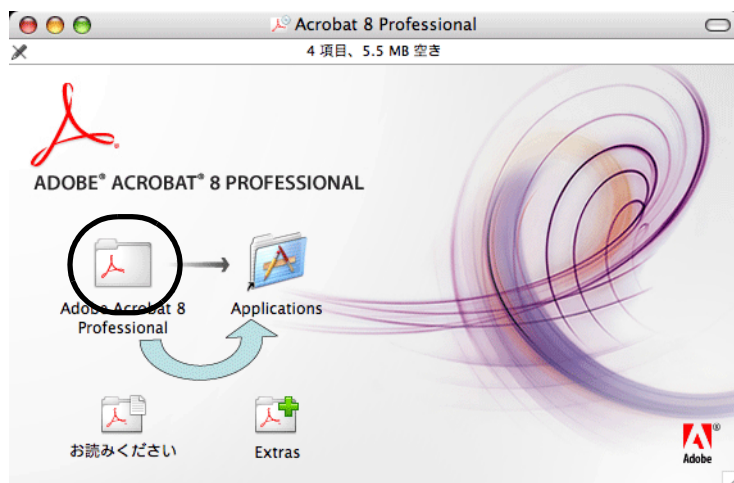 Acrobat 8 Professional
4 項目、5.5 MB 空き
ADOBE® ACROBAT® 8 PROFESSIONAL
Adobe Acrobat 8
Professional
Applications
お読みください
Extras
Adobe®